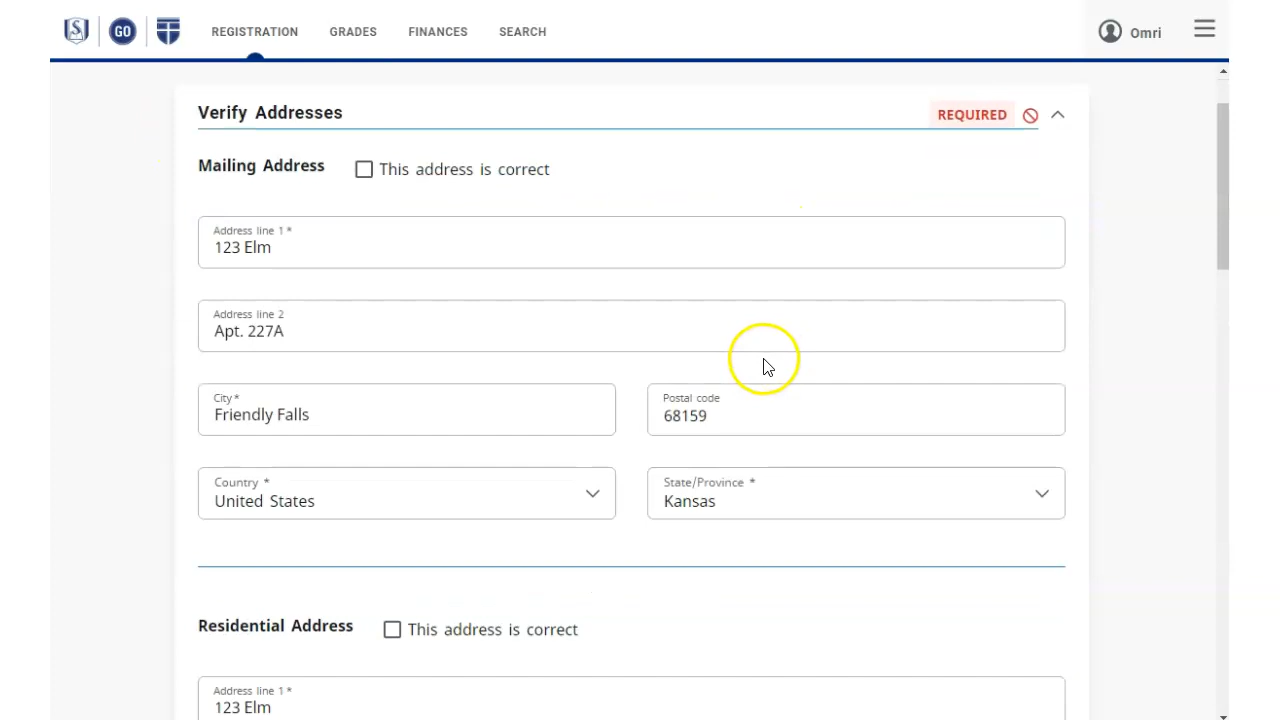 S GO REGISTRATION GRADES FINANCES SEARCH Omri
Verify Addresses REQUIRED
Mailing Address This address is correct
Address line 1 *
123 Elm
Address line 2
Apt. 227A
City * Postal code
Friendly Falls 68159
Country * State/Province *
United States Kansas
Residential Address This address is correct
Address line 1 *
123 Elm